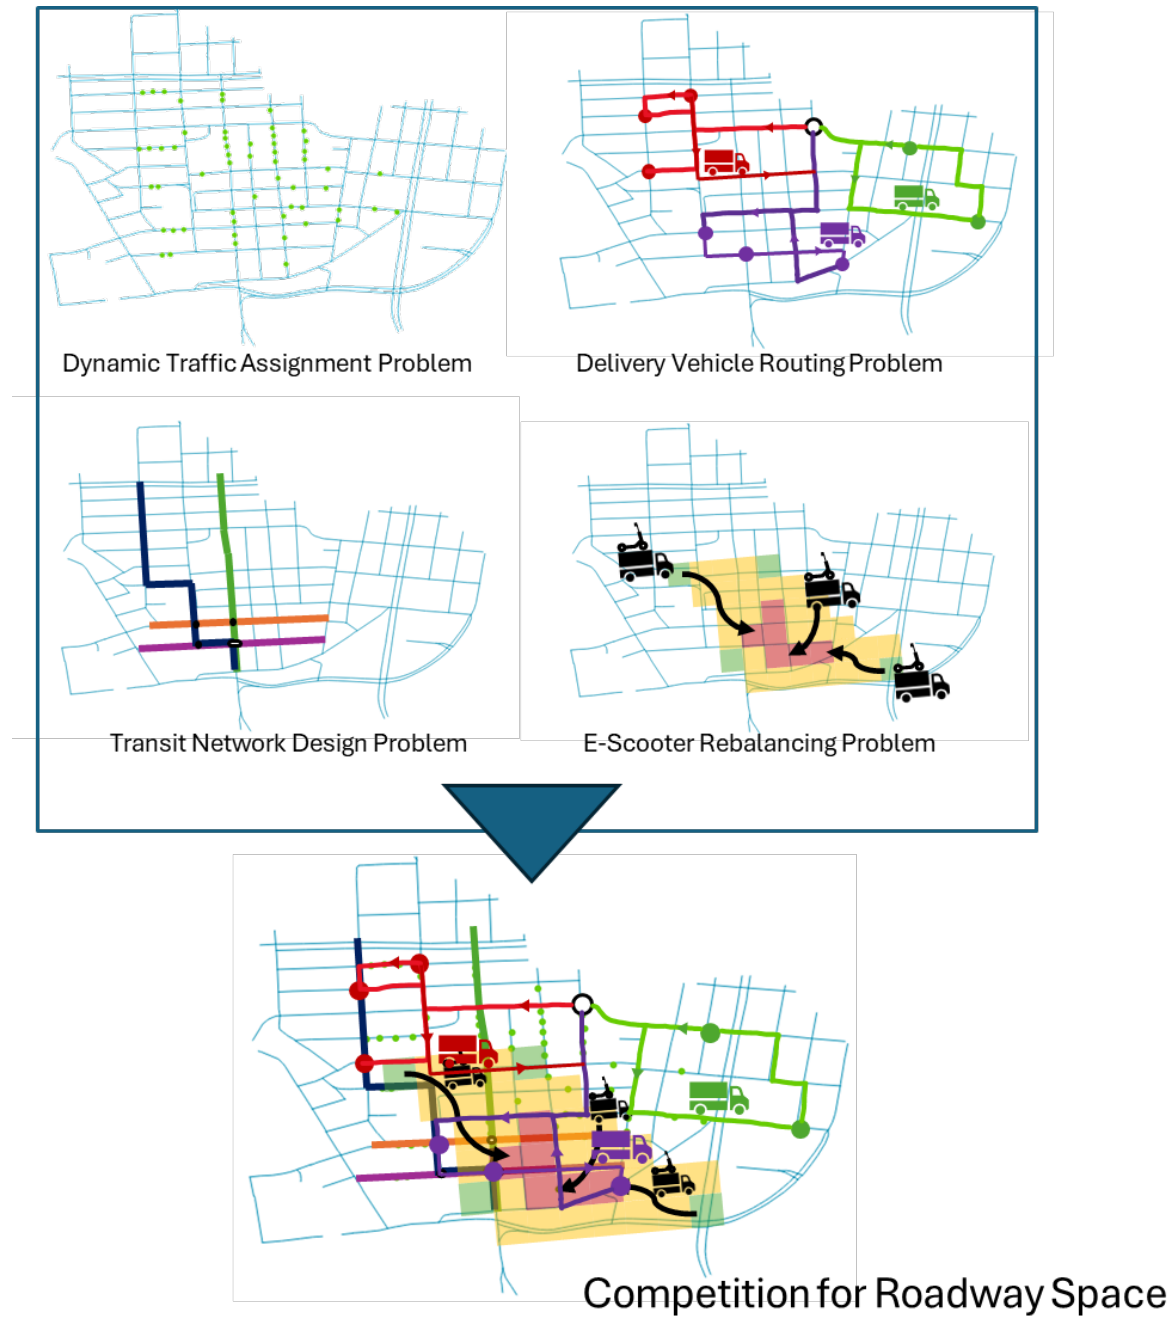 Dynamic Traffic Assignment Problem
Delivery Vehicle Routing Problem
Transit Network Design Problem
E-Scooter Rebalancing Problem
Competition for Roadway Space